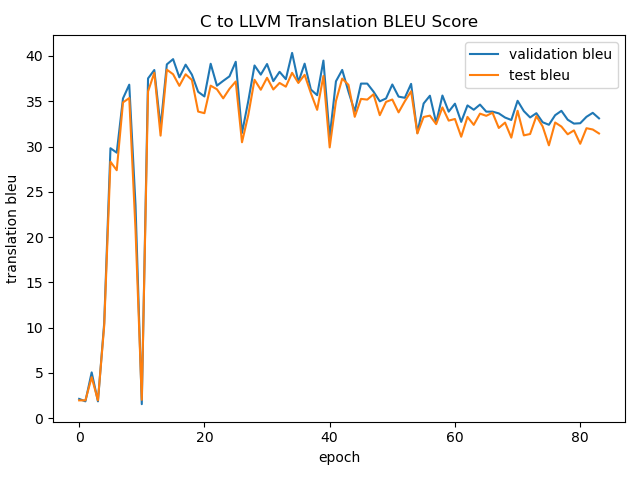 C to LLVM Translation BLEU Score
validation bleu
test bleu
translation bleu
40
35
30
25
20
15
10
5
0
0 20 40 60 80
epoch